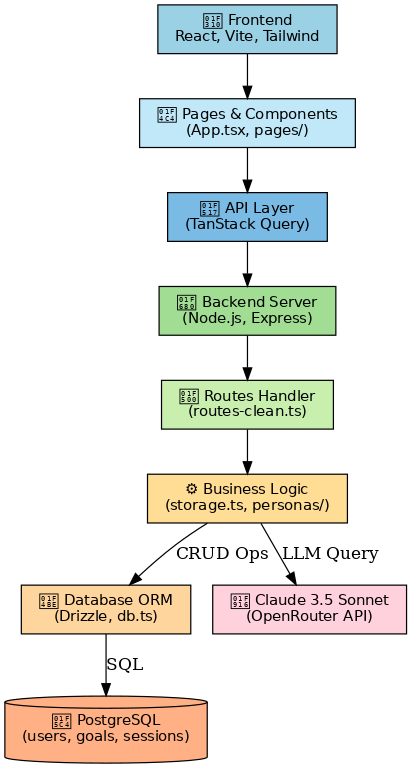 Frontend
React, Vite, Tailwind
Pages & Components
(App.tsx, pages/)
API Layer
(TanStack Query)
Backend Server
(Node.js, Express)
Routes Handler
(routes-clean.ts)
⚙ Business Logic
(storage.ts, personas/)
CRUD Ops
LLM Query
Database ORM
(Drizzle, db.ts)
Claude 3.5 Sonnet
(OpenRouter API)
SQL
PostgreSQL
(users, goals, sessions)